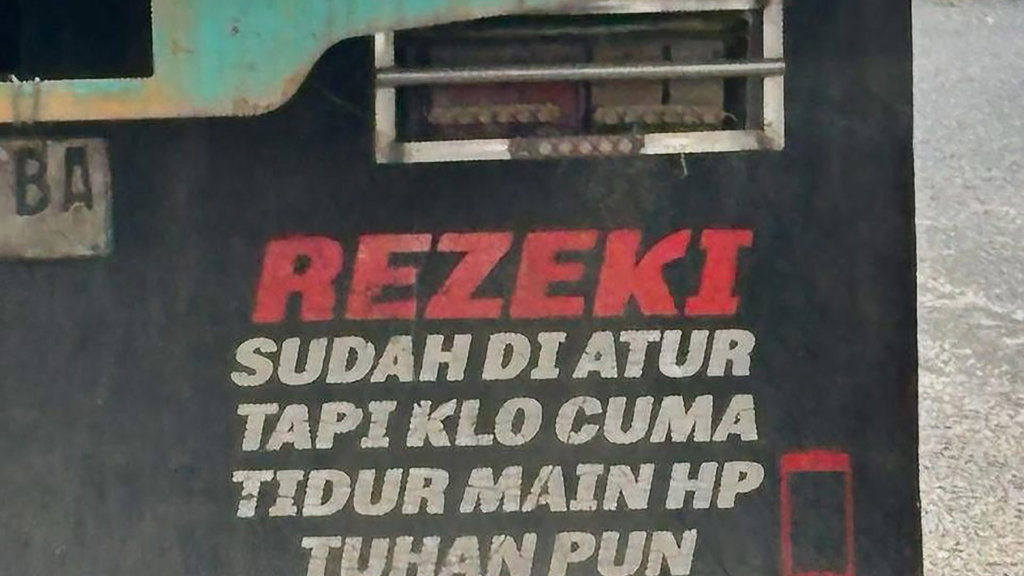 BA
REZEKI
SUDAH DI ATUR
TAPI KLO CUMA
TIDUR MAIN HP
TUHAN PUN